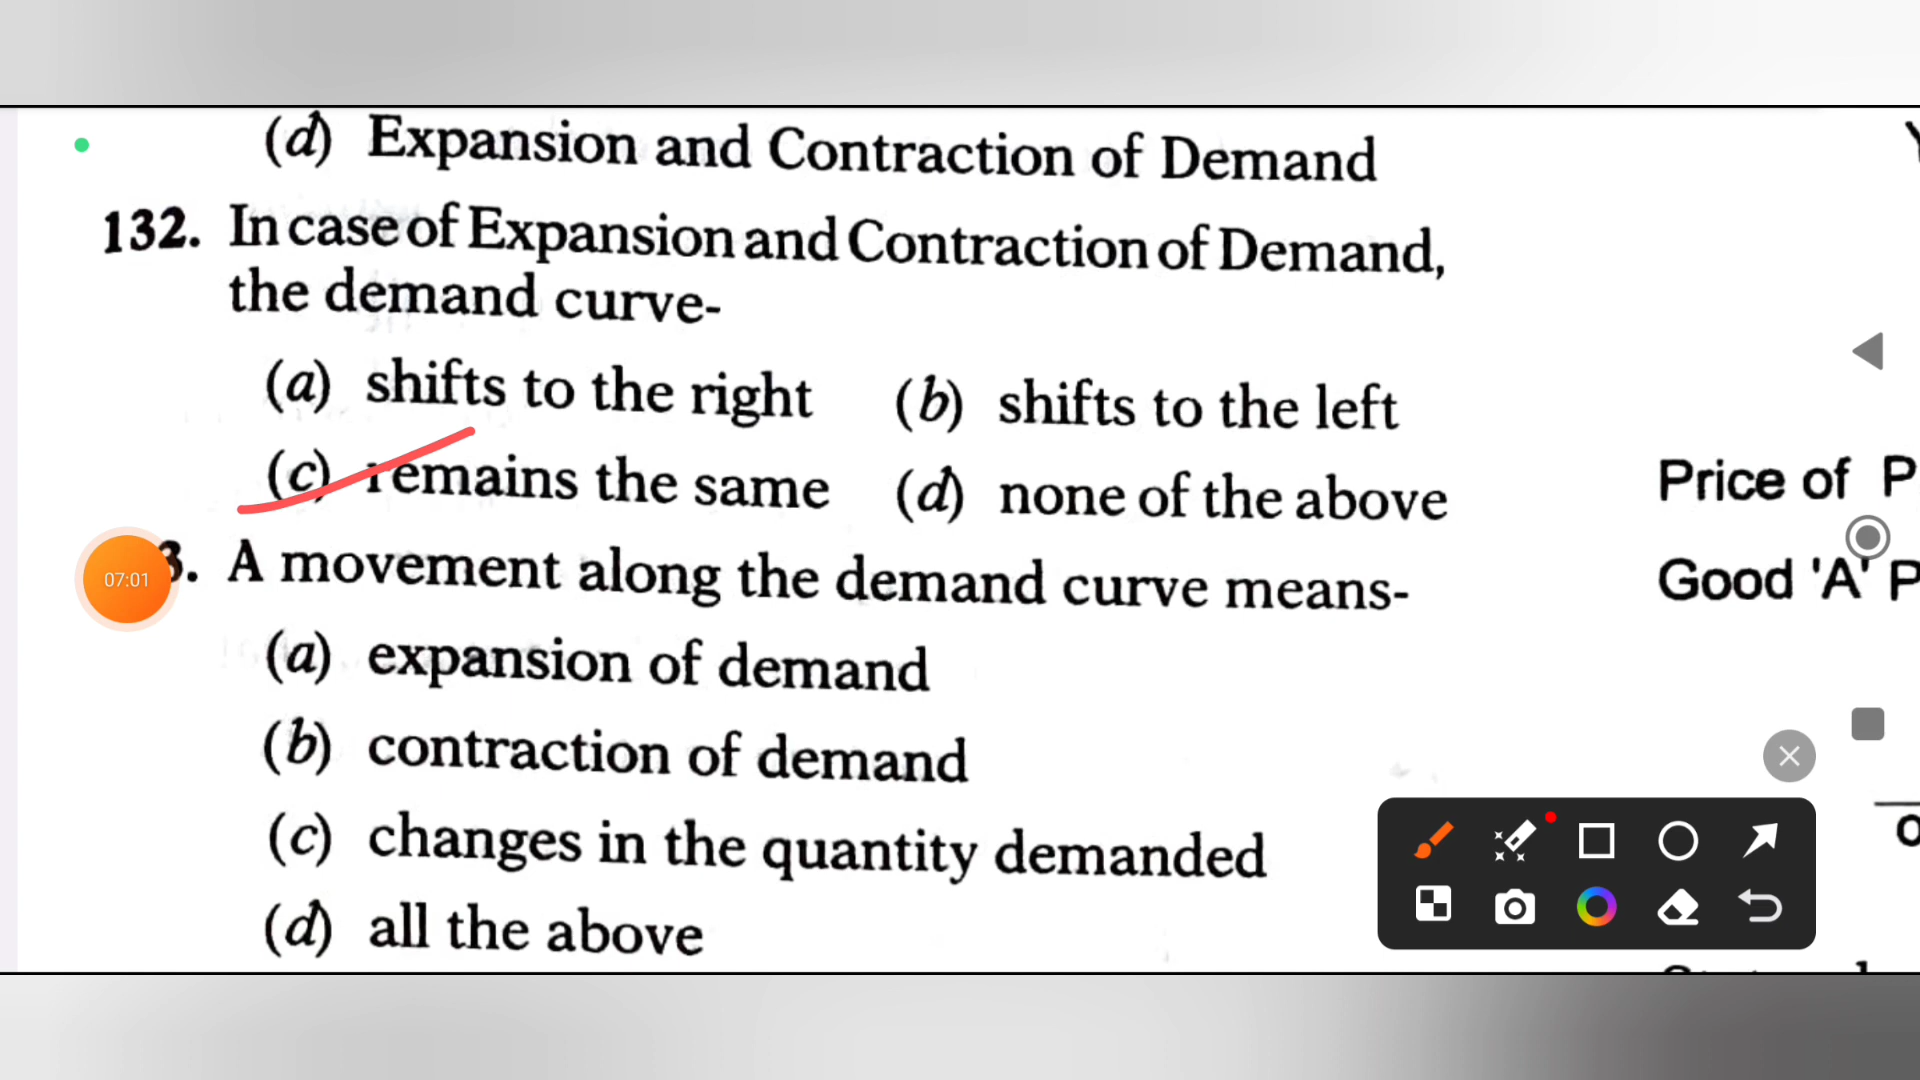 (d) Expansion and Contraction of Demand
132. In case of Expansion and Contraction of Demand,
the demand curve-
(a) shifts to the right (b) shifts to the left
(c) remains the same (d) none of the above
3. A movement along the demand curve means-
(a) expansion of demand
(b) contraction of demand
(c) changes in the quantity demanded
(d) all the above
07:01
Price of P
Good 'A' P